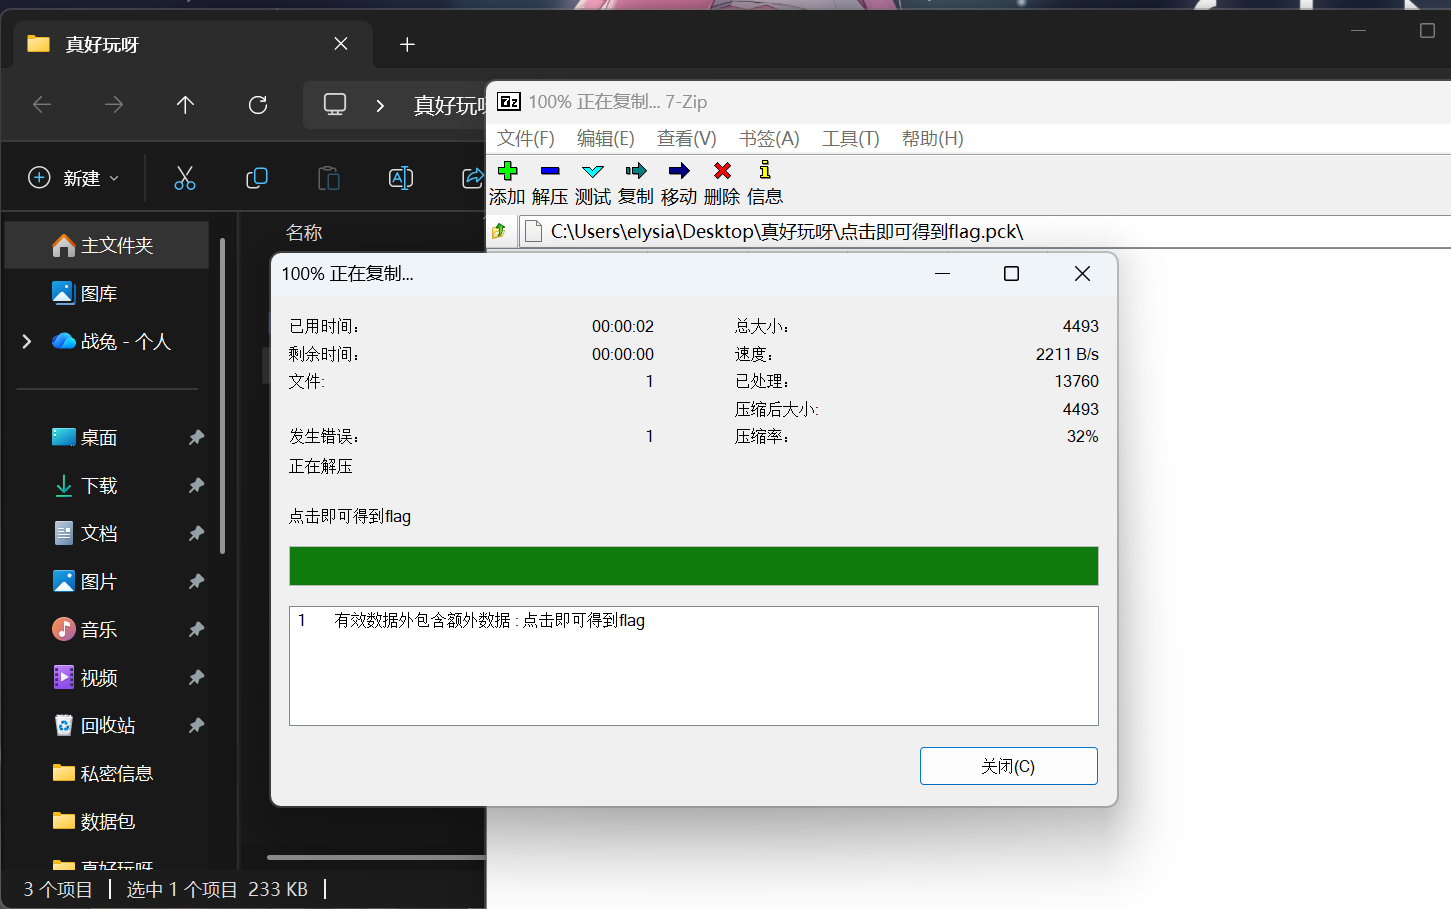 真好玩呀
真好玩呀
100% 正在复制... 7-Zip
文件(F) 编辑(E) 查看(V) 书签(A) 工具(T) 帮助(H)
新建
添加 解压 测试 复制 移动 删除 信息
C:\Users\elysia\Desktop\真好玩呀\点击即可得到flag.pck\
名称
主文件夹
图库
战兔 - 个人
桌面
下载
文档
图片
音乐
视频
回收站
私密信息
数据包
真好玩呀
100% 正在复制...
已用时间: 00:00:02 总大小: 4493
剩余时间: 00:00:00 速度: 2211 B/s
文件: 1 已处理: 13760
压缩后大小: 4493
发生错误: 1 压缩率: 32%
正在解压
点击即可得到flag
1 有效数据外包含额外数据 : 点击即可得到flag
关闭(C)
3 个项目 选中 1 个项目 233 KB